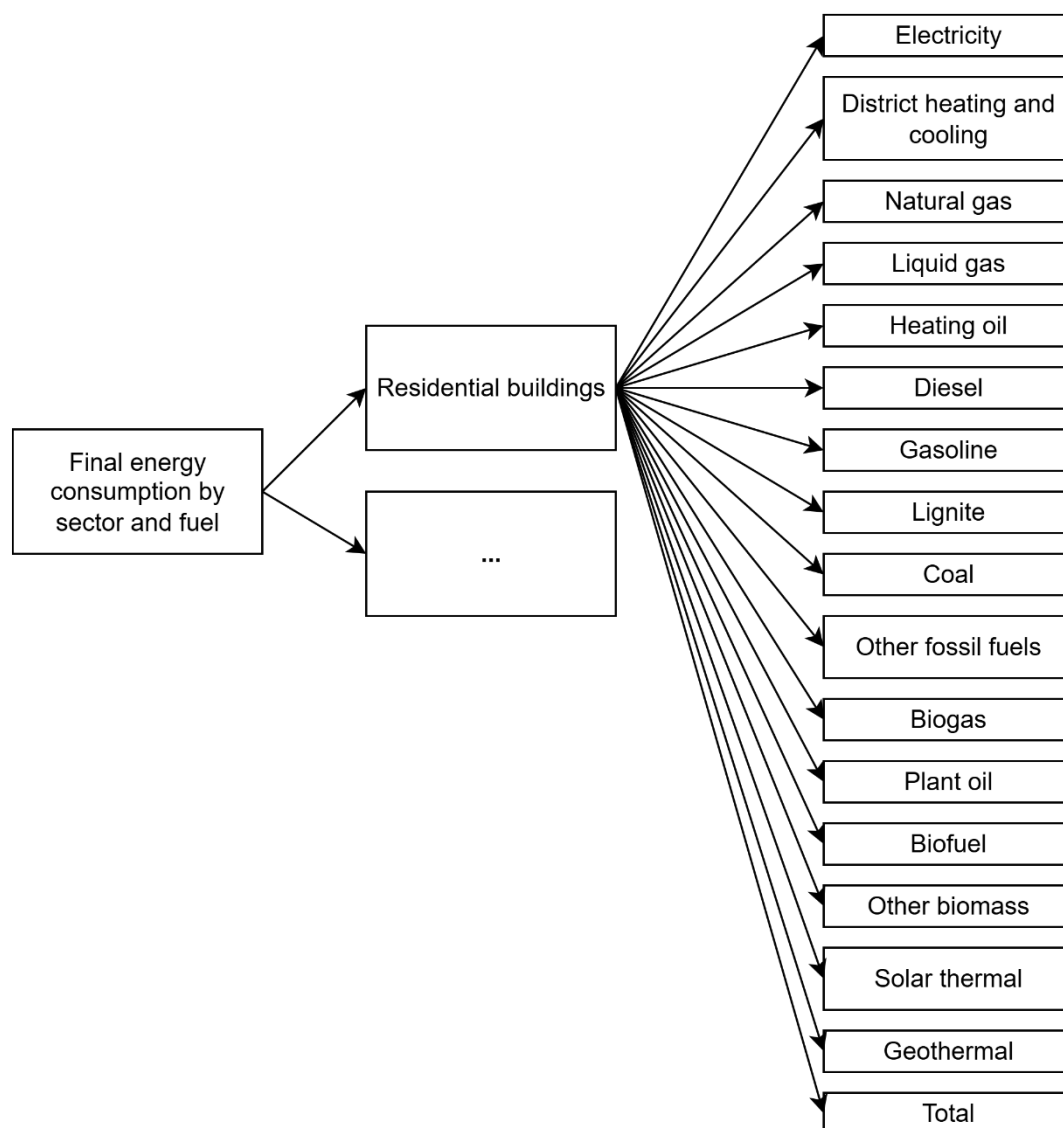 Final energy
consumption by
sector and fuel
Residential buildings
...
Electricity
District heating and
cooling
Natural gas
Liquid gas
Heating oil
Diesel
Gasoline
Lignite
Coal
Other fossil fuels
Biogas
Plant oil
Biofuel
Other biomass
Solar thermal
Geothermal
Total